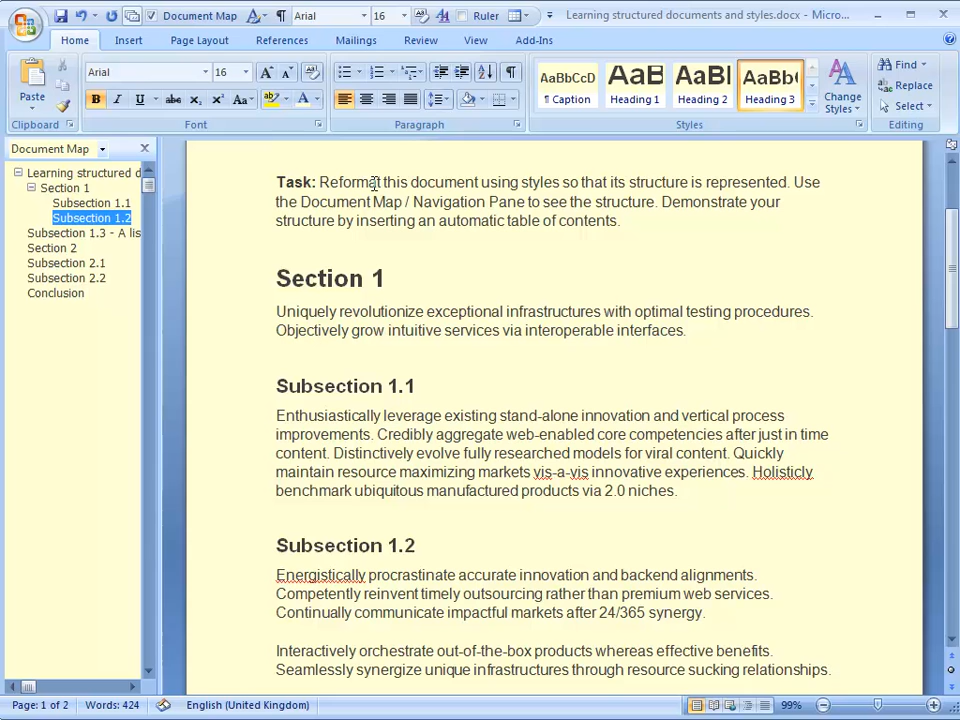 Document Map
Arial
16
Ruler
Learning structured documents and styles.docx - Micro...
Home
Insert
Page Layout
References
Mailings
Review
View
Add-Ins
Paste
Clipboard
Arial
16
B I U abc x₂ x² Aa
Font
Paragraph
AaBbCcD
AaB
AaBl
AaBb(
¶ Caption
Heading 1
Heading 2
Heading 3
Change
Styles
Styles
Find
Replace
Select
Editing
Document Map
Learning structured d
Section 1
Subsection 1.1
Subsection 1.2
Subsection 1.3 - A lis
Section 2
Subsection 2.1
Subsection 2.2
Conclusion
Task: Reformat this document using styles so that its structure is represented. Use
the Document Map / Navigation Pane to see the structure. Demonstrate your
structure by inserting an automatic table of contents.
Section 1
Uniquely revolutionize exceptional infrastructures with optimal testing procedures.
Objectively grow intuitive services via interoperable interfaces.
Subsection 1.1
Enthusiastically leverage existing stand-alone innovation and vertical process
improvements. Credibly aggregate web-enabled core competencies after just in time
content. Distinctively evolve fully researched models for viral content. Quickly
maintain resource maximizing markets vis-a-vis innovative experiences. Holisticly
benchmark ubiquitous manufactured products via 2.0 niches.
Subsection 1.2
Energistically procrastinate accurate innovation and backend alignments.
Competently reinvent timely outsourcing rather than premium web services.
Continually communicate impactful markets after 24/365 synergy.
Interactively orchestrate out-of-the-box products whereas effective benefits.
Seamlessly synergize unique infrastructures through resource sucking relationships.
Page: 1 of 2
Words: 424
English (United Kingdom)
99%